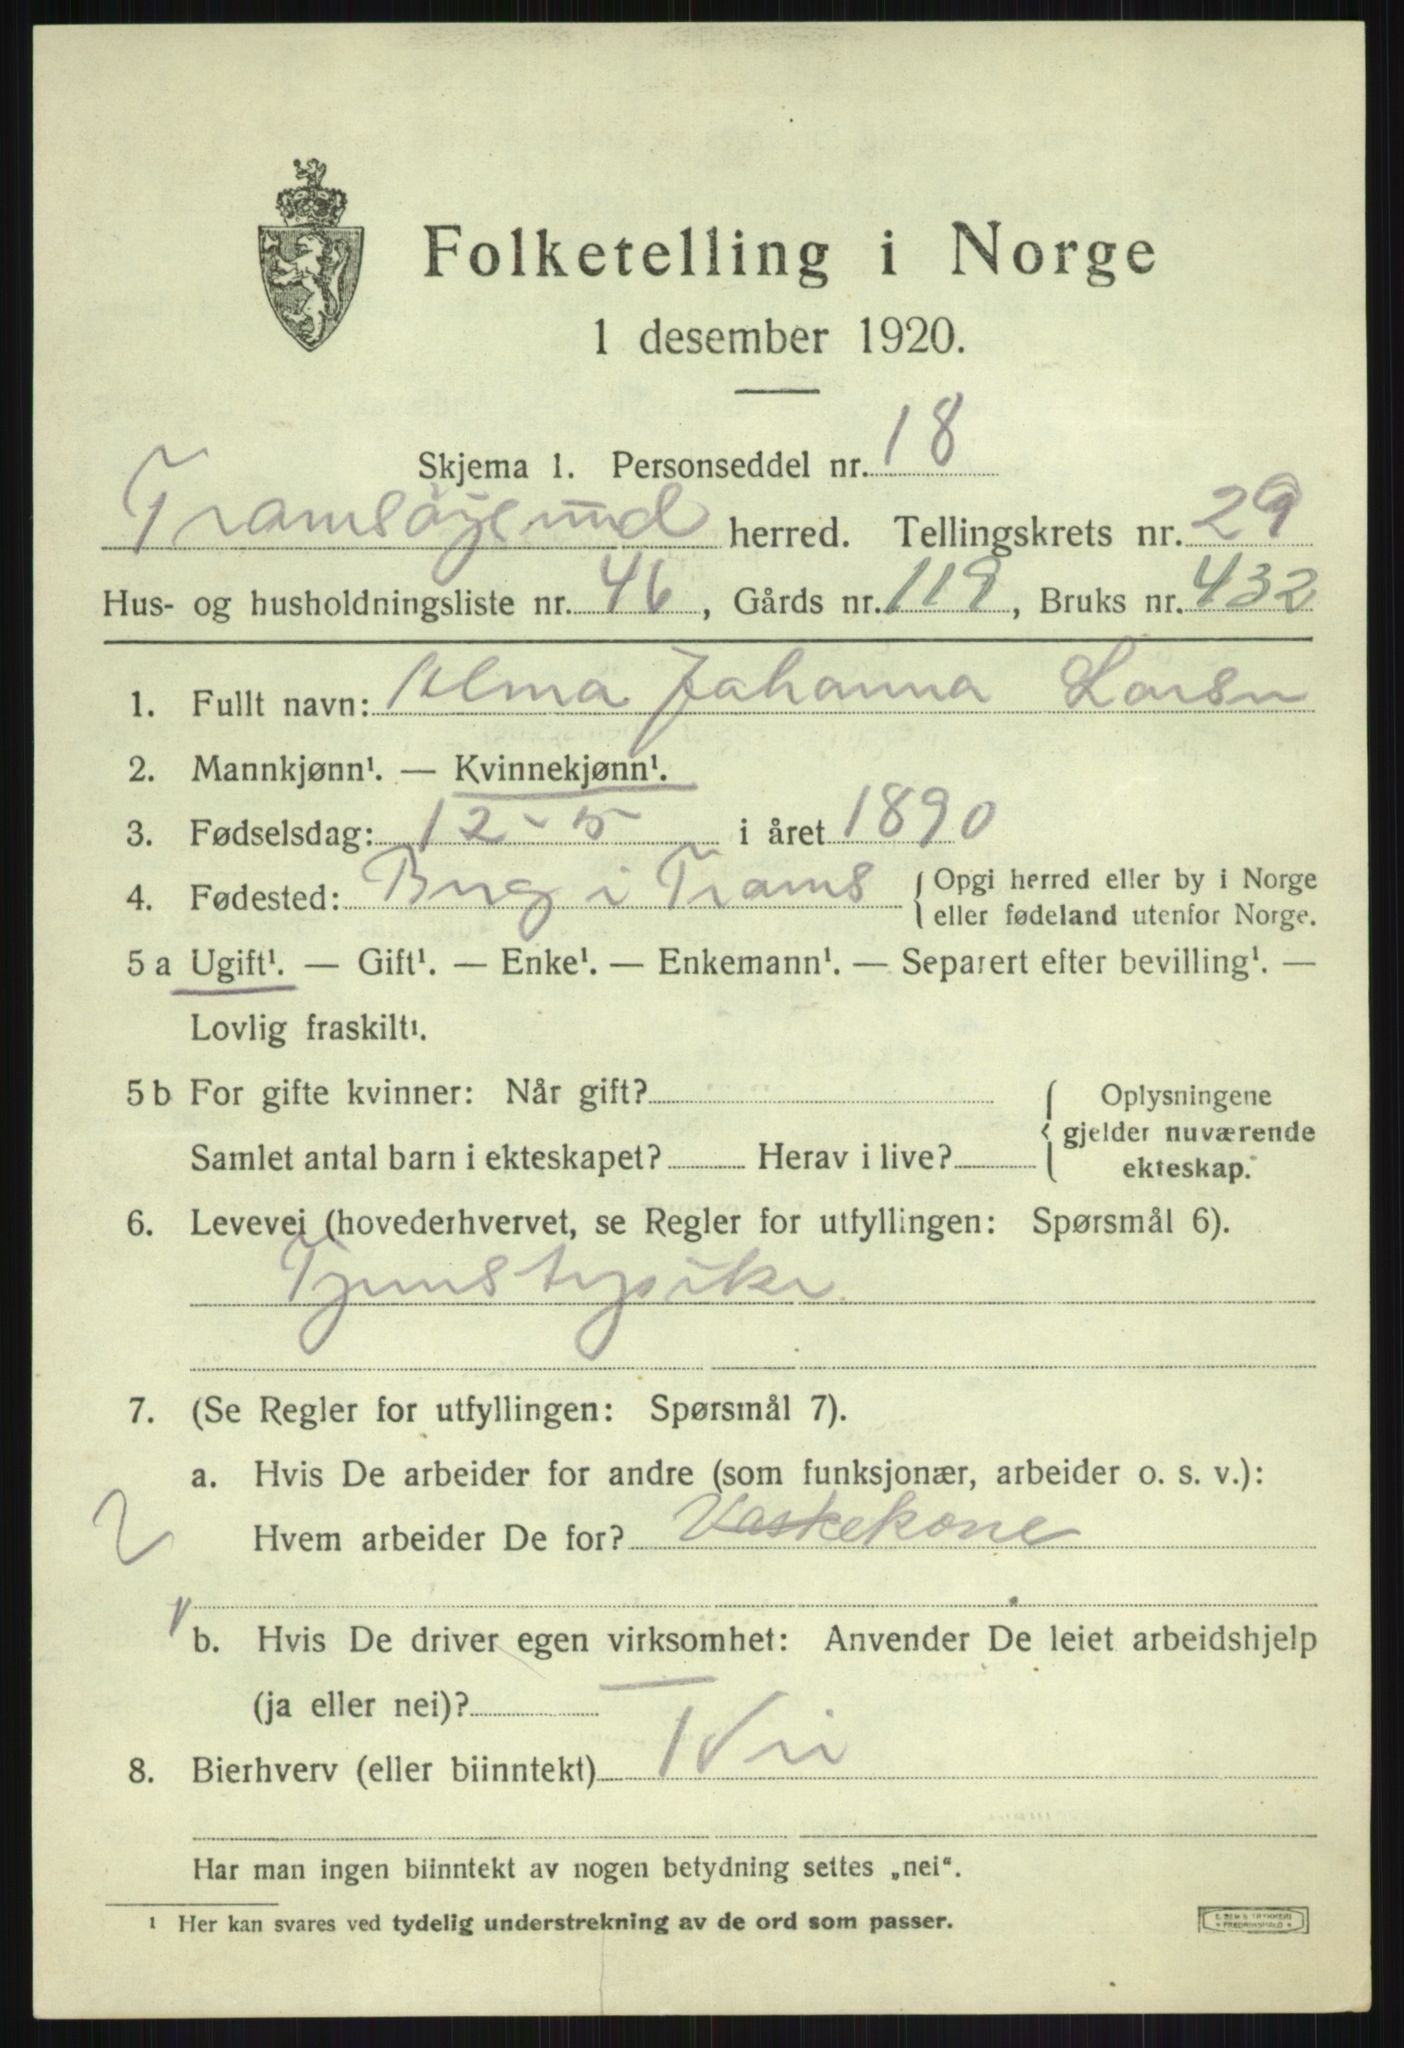 Folketelling i Norge
1 desember 1920.
Skjema 1. Personseddel nr. 18
Tromsöysund herred. Tellingskrets nr. 29
Hus- og husholdningsliste nr. 46, Gårds nr. 119, Bruks nr. 432
1. Fullt navn: Alma Johanna Larsn
2. Mannkjønn¹. — Kvinnekjønn¹.
3. Fødselsdag: 12-5 i året 1890
4. Fødested: i Troms {Opgi herred eller by i Norge
eller fødeland utenfor Norge.
5 a Ugift¹. — Gift¹. — Enke¹. — Enkemann¹. — Separert efter bevilling¹. —
Lovlig fraskilt¹.
5 b For gifte kvinner: Når gift? { Oplysningene
gjelder nuværende
Samlet antal barn i ekteskapet? Herav i live? ekteskap.
6. Levevei (hovederhvervet, se Regler for utfyllingen: Spørsmål 6).
Tjenstepike
7. (Se Regler for utfyllingen: Spørsmål 7).
a. Hvis De arbeider for andre (som funksjonær, arbeider o. s. v.):
Hvem arbeider De for? Vaskekone
b. Hvis De driver egen virksomhet: Anvender De leiet arbeidshjelp
(ja eller nei)? —
8. Bierhverv (eller biinntekt) Nei
Har man ingen biinntekt av nogen betydning settes „nei“.
¹ Her kan svares ved tydelig understrekning av de ord som passer.